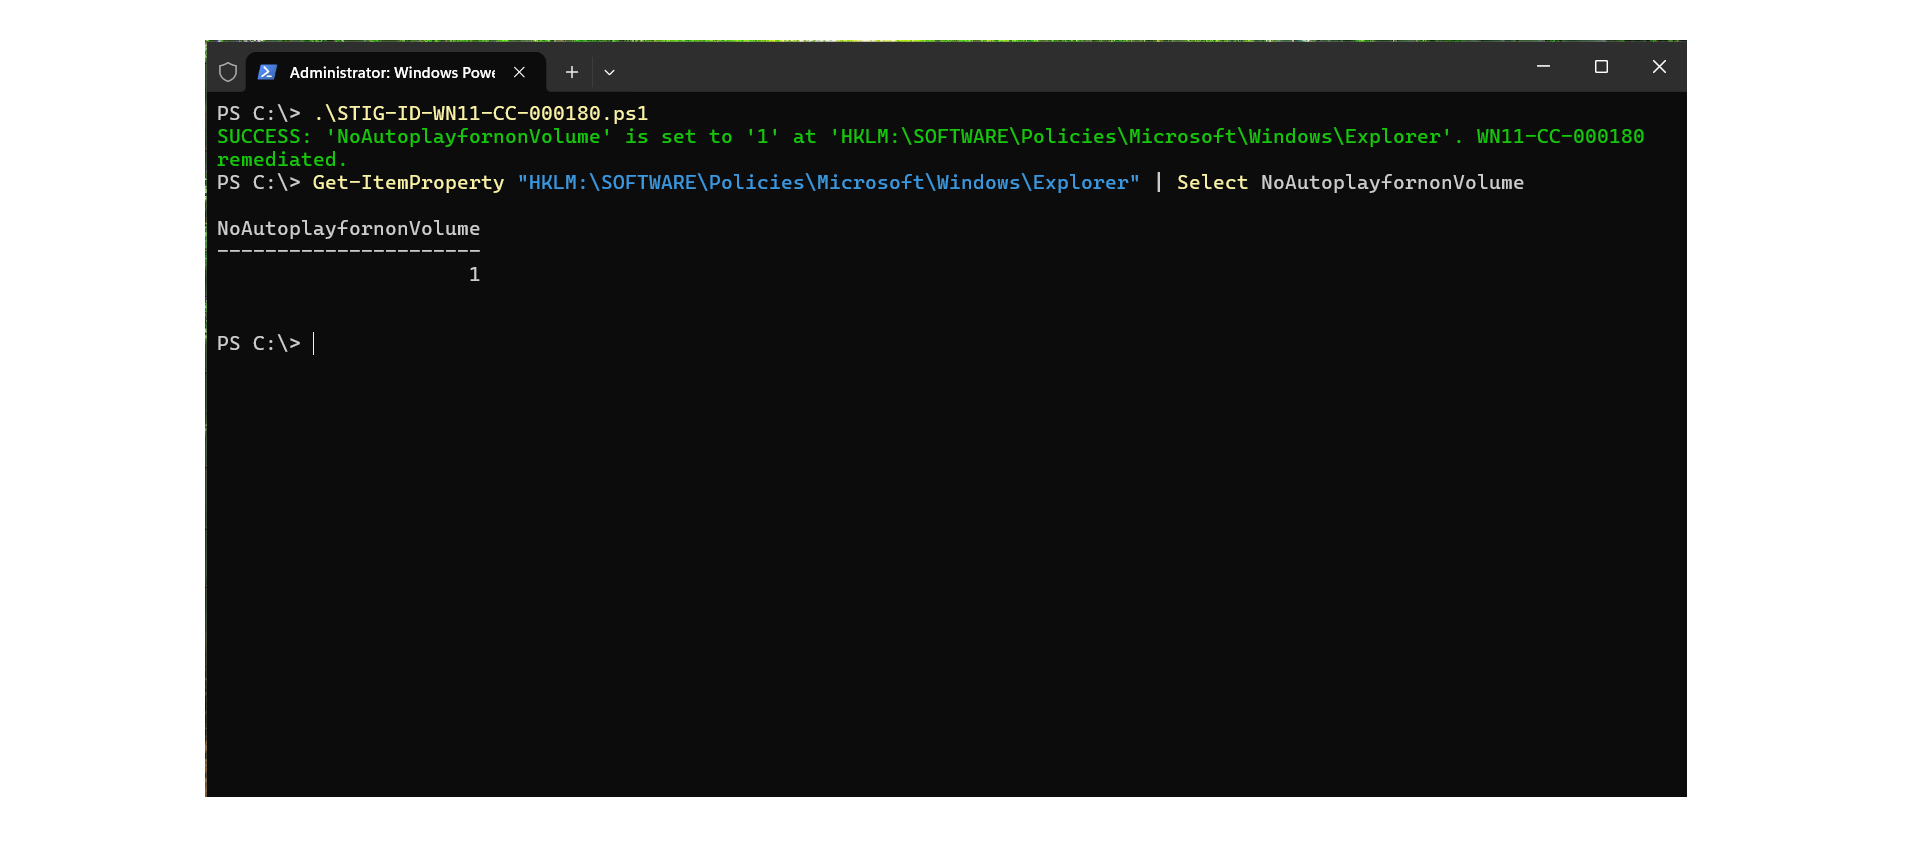 Administrator: Windows Powe
PS C:\> .\STIG-ID-WN11-CC-000180.ps1
SUCCESS: 'NoAutoplayfornonVolume' is set to '1' at 'HKLM:\SOFTWARE\Policies\Microsoft\Windows\Explorer'. WN11-CC-000180
remediated.
PS C:\> Get-ItemProperty "HKLM:\SOFTWARE\Policies\Microsoft\Windows\Explorer" | Select NoAutoplayfornonVolume
NoAutoplayfornonVolume
----------------------
1
PS C:\>